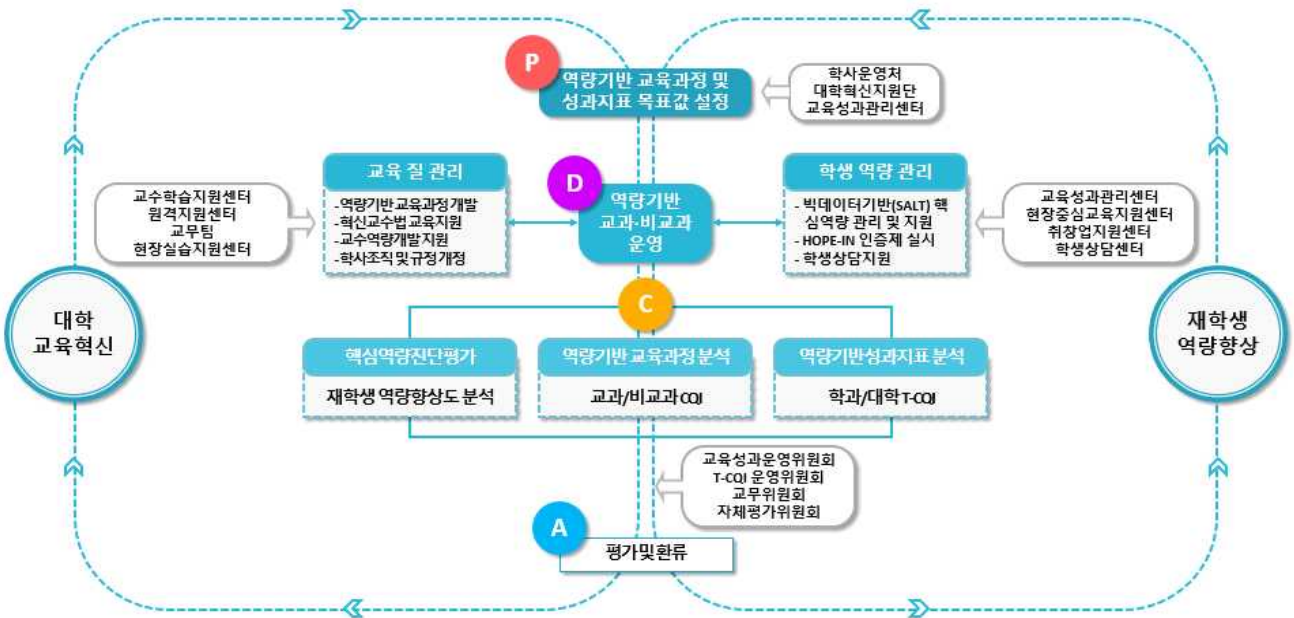 P
역량기반 교육과정 및
성과지표 목표값 설정
학사운영처
대학혁신지원단
교육성과관리센터
교수학습지원센터
원격지원센터
교무팀
현장실습지원센터
교육 질 관리
-역량기반 교육과정개발
-혁신교수법 교육지원
-교수역량개발 지원
-학사조직 및 규정개정
D
역량기반
교과-비교과
운영
학생 역량 관리
- 빅데이터기반(SALT) 핵
심역량 관리 및 지원
- HOPE-IN 인증제 실시
- 학생상담지원
교육성과관리센터
현장중심교육지원센터
취창업지원센터
학생상담센터
대학
교육혁신
재학생
역량향상
C
핵심역량진단평가
재학생 역량향상도 분석
역량기반 교육과정 분석
교과/비교과 CQI
역량기반성과지표 분석
학과/대학 T-CQI
교육성과운영위원회
T-CQI 운영위원회
교무위원회
자체평가위원회
A
평가및환류